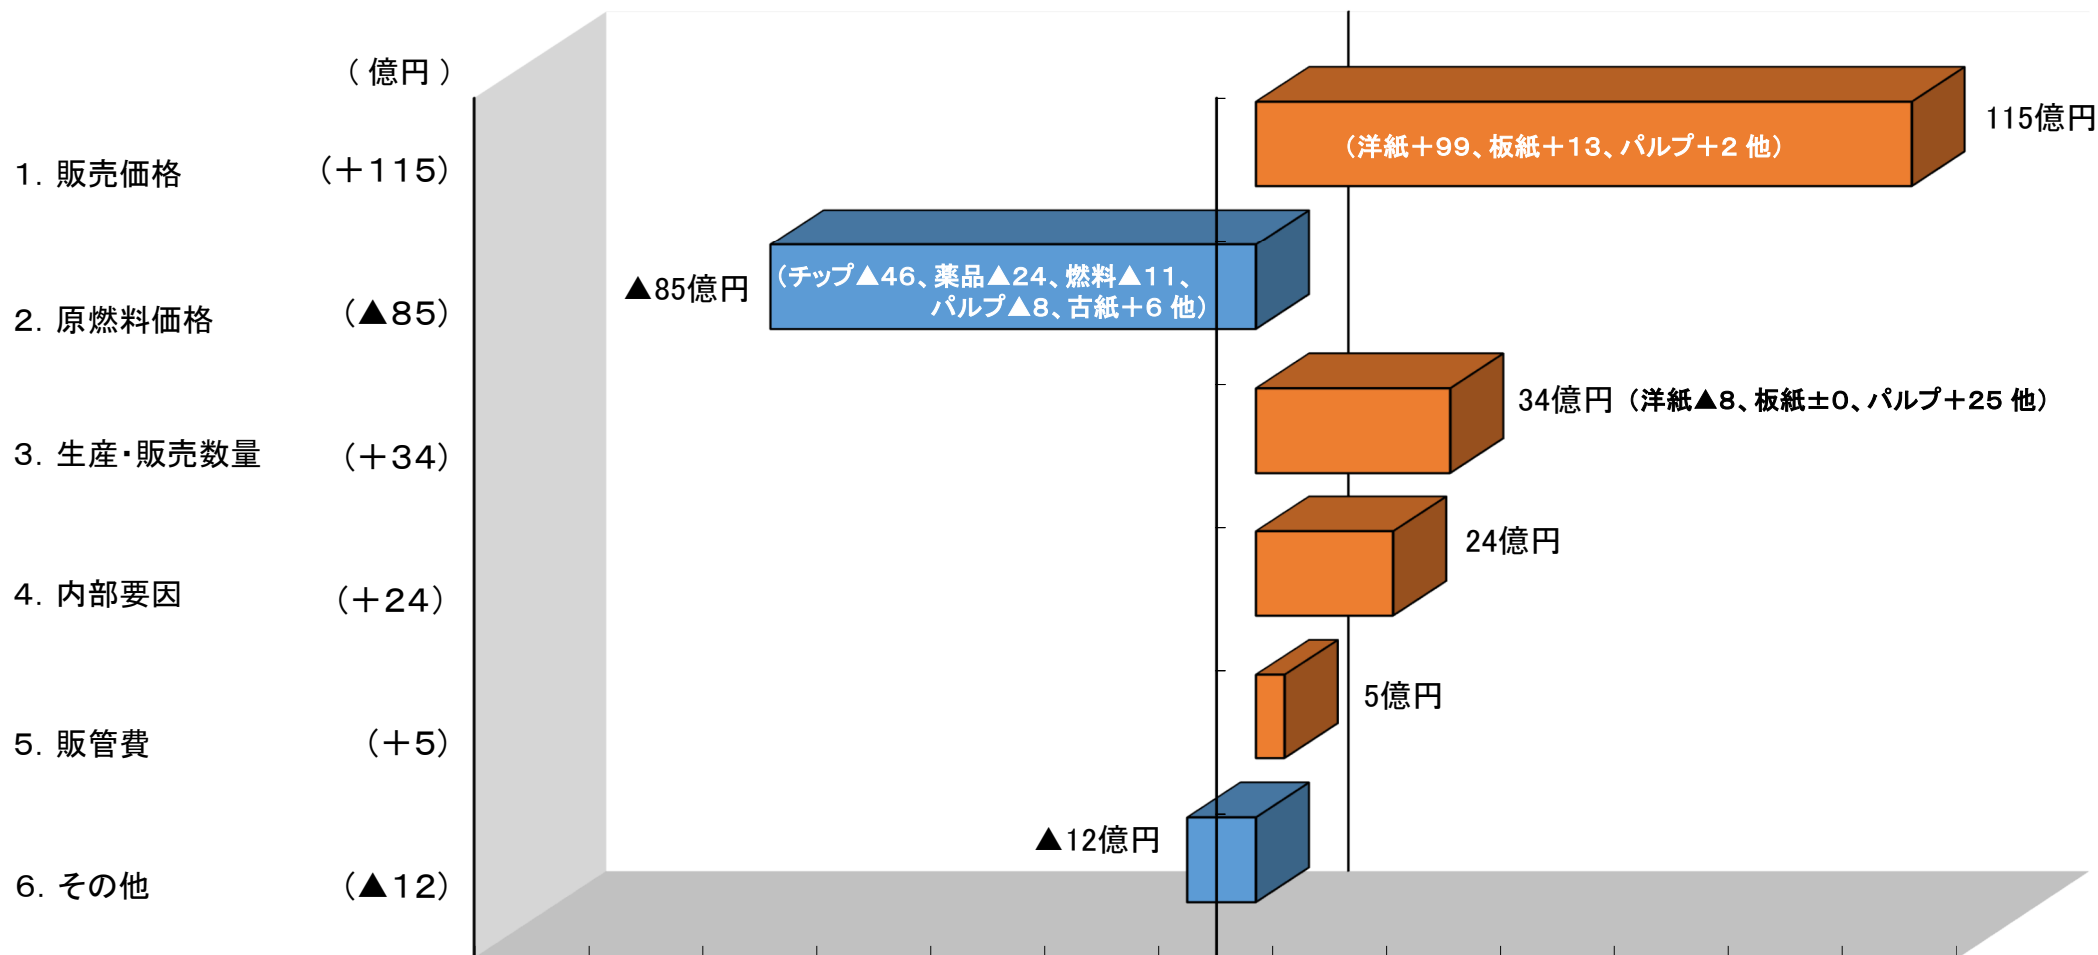 （ 億円 ）
115億円
（洋紙＋99、板紙＋13、パルプ＋2 他）
1．販売価格 （＋115）
▲85億円
（チップ▲46、薬品▲24、燃料▲11、
パルプ▲8、古紙＋6 他）
2．原燃料価格 （▲85）
34億円 （洋紙▲8、板紙±0、パルプ＋25 他）
3．生産・販売数量 （＋34）
24億円
4．内部要因 （＋24）
5億円
5．販管費 （＋5）
▲12億円
6．その他 （▲12）